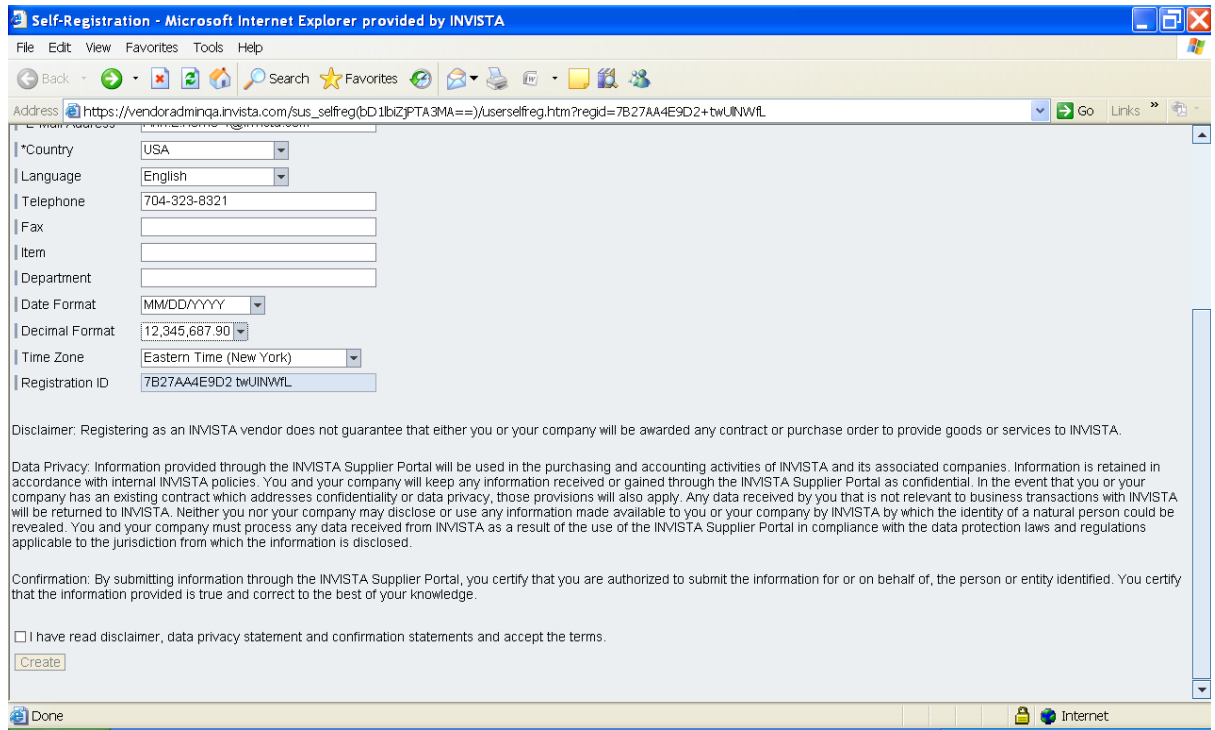 Self-Registration - Microsoft Internet Explorer provided by INVISTA
File Edit View Favorites Tools Help
Back Search Favorites
Address https://vendoradminqa.invista.com/sus_selfreg(bD1lbiZjPTA3MA==)/userselfreg.htm?regid=7B27AA4E9D2+twUlNWfL Go Links »
*Country USA
Language English
Telephone 704-323-8321
Fax
Item
Department
Date Format MM/DD/YYYY
Decimal Format 12,345,687.90
Time Zone Eastern Time (New York)
Registration ID 7B27AA4E9D2 twUINWfL
Disclaimer: Registering as an INVISTA vendor does not guarantee that either you or your company will be awarded any contract or purchase order to provide goods or services to INVISTA.
Data Privacy: Information provided through the INVISTA Supplier Portal will be used in the purchasing and accounting activities of INVISTA and its associated companies. Information is retained in
accordance with internal INVISTA policies. You and your company will keep any information received or gained through the INVISTA Supplier Portal as confidential. In the event that you or your
company has an existing contract which addresses confidentiality or data privacy, those provisions will also apply. Any data received by you that is not relevant to business transactions with INVISTA
will be returned to INVISTA. Neither you nor your company may disclose or use any information made available to you or your company by INVISTA by which the identity of a natural person could be
revealed. You and your company must process any data received from INVISTA as a result of the use of the INVISTA Supplier Portal in compliance with the data protection laws and regulations
applicable to the jurisdiction from which the information is disclosed.
Confirmation: By submitting information through the INVISTA Supplier Portal, you certify that you are authorized to submit the information for or on behalf of, the person or entity identified. You certify
that the information provided is true and correct to the best of your knowledge.
I have read disclaimer, data privacy statement and confirmation statements and accept the terms.
Create
Done Internet